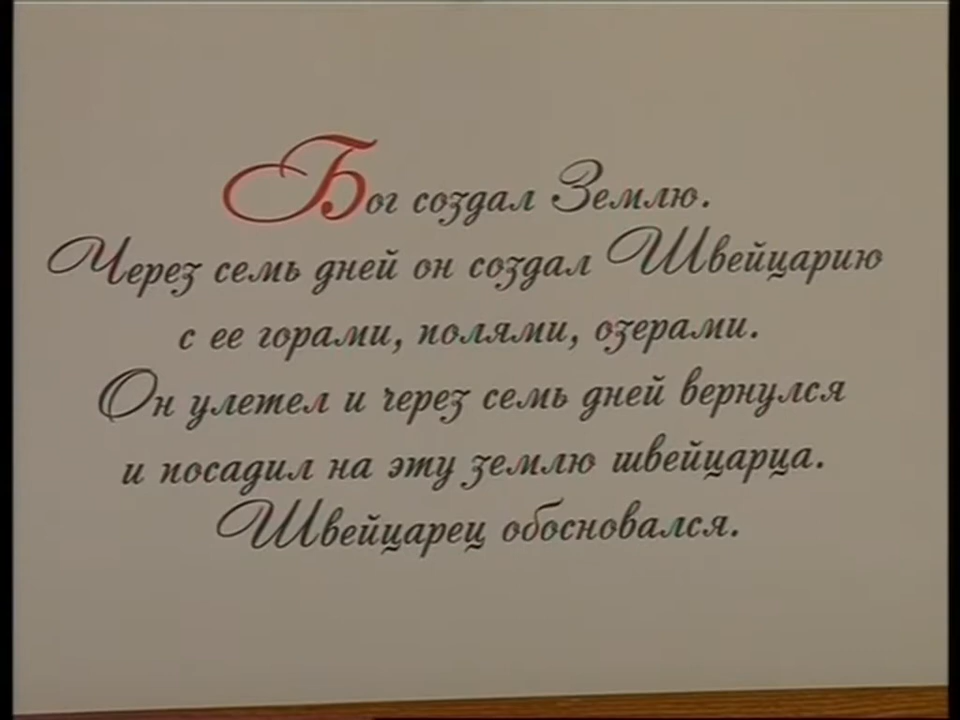 Бог создал Землю.
Через семь дней он создал Швейцарию
с ее горами, полями, озерами.
Он улетел и через семь дней вернулся
и посадил на эту землю швейцарца.
Швейцарец обосновался.